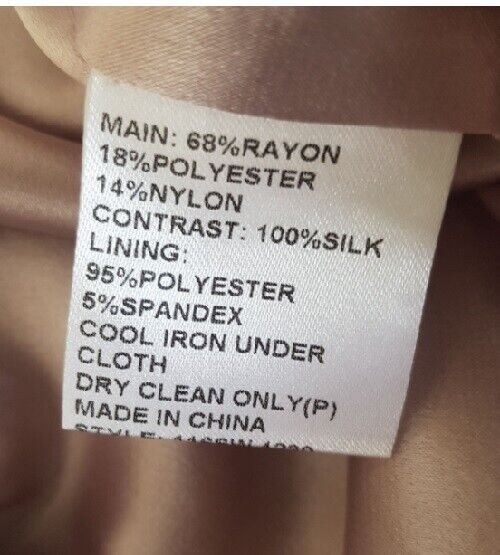 MAIN: 68%RAYON
18%POLYESTER
14%NYLON
CONTRAST: 100%SILK
LINING:
95%POLYESTER
5%SPANDEX
COOL IRON UNDER
CLOTH
DRY CLEAN ONLY(P)
MADE IN CHINA
STYLE: